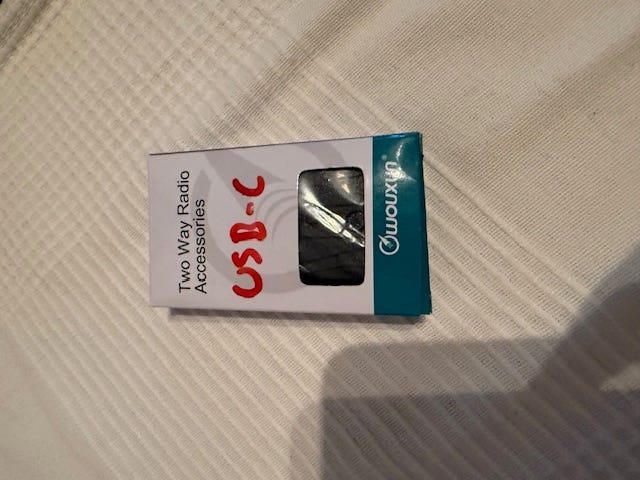 wouxun®
USB-C
Two Way Radio
Accessories